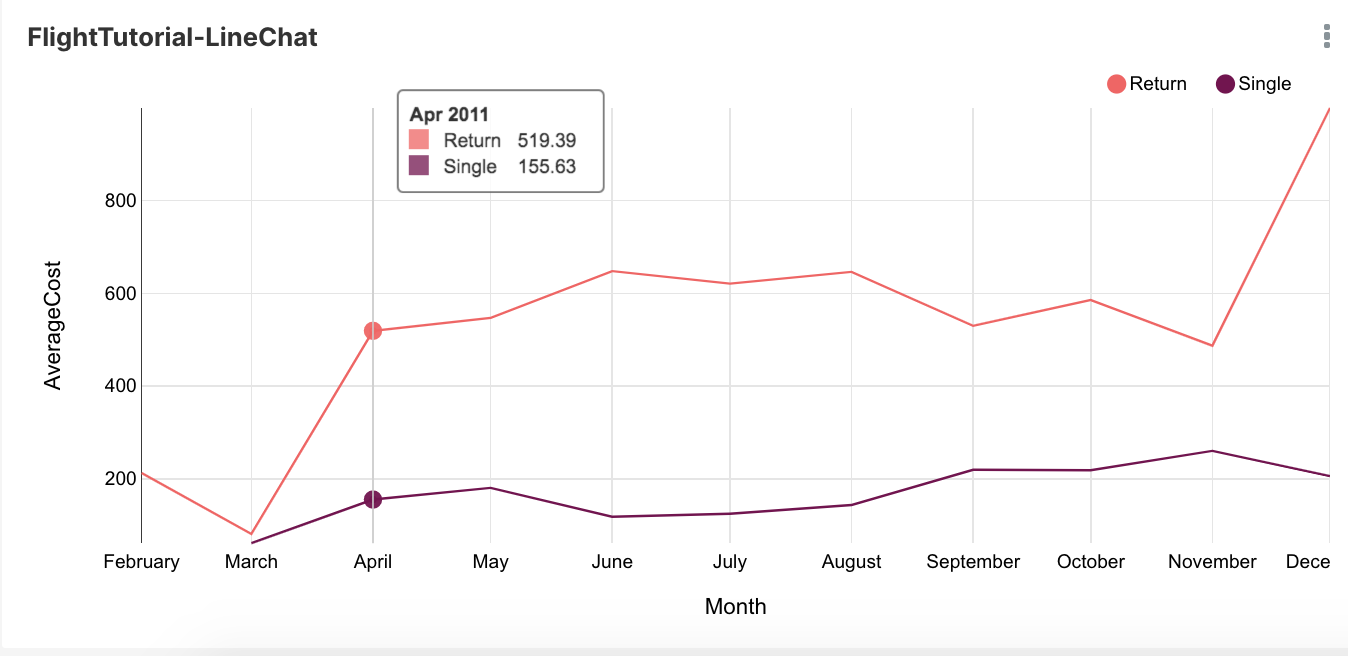 FlightTutorial-LineChat
Return Single
Apr 2011
Return 519.39
Single 155.63
800
600
400
200
AverageCost
February March April May June July August September October November Dece
Month